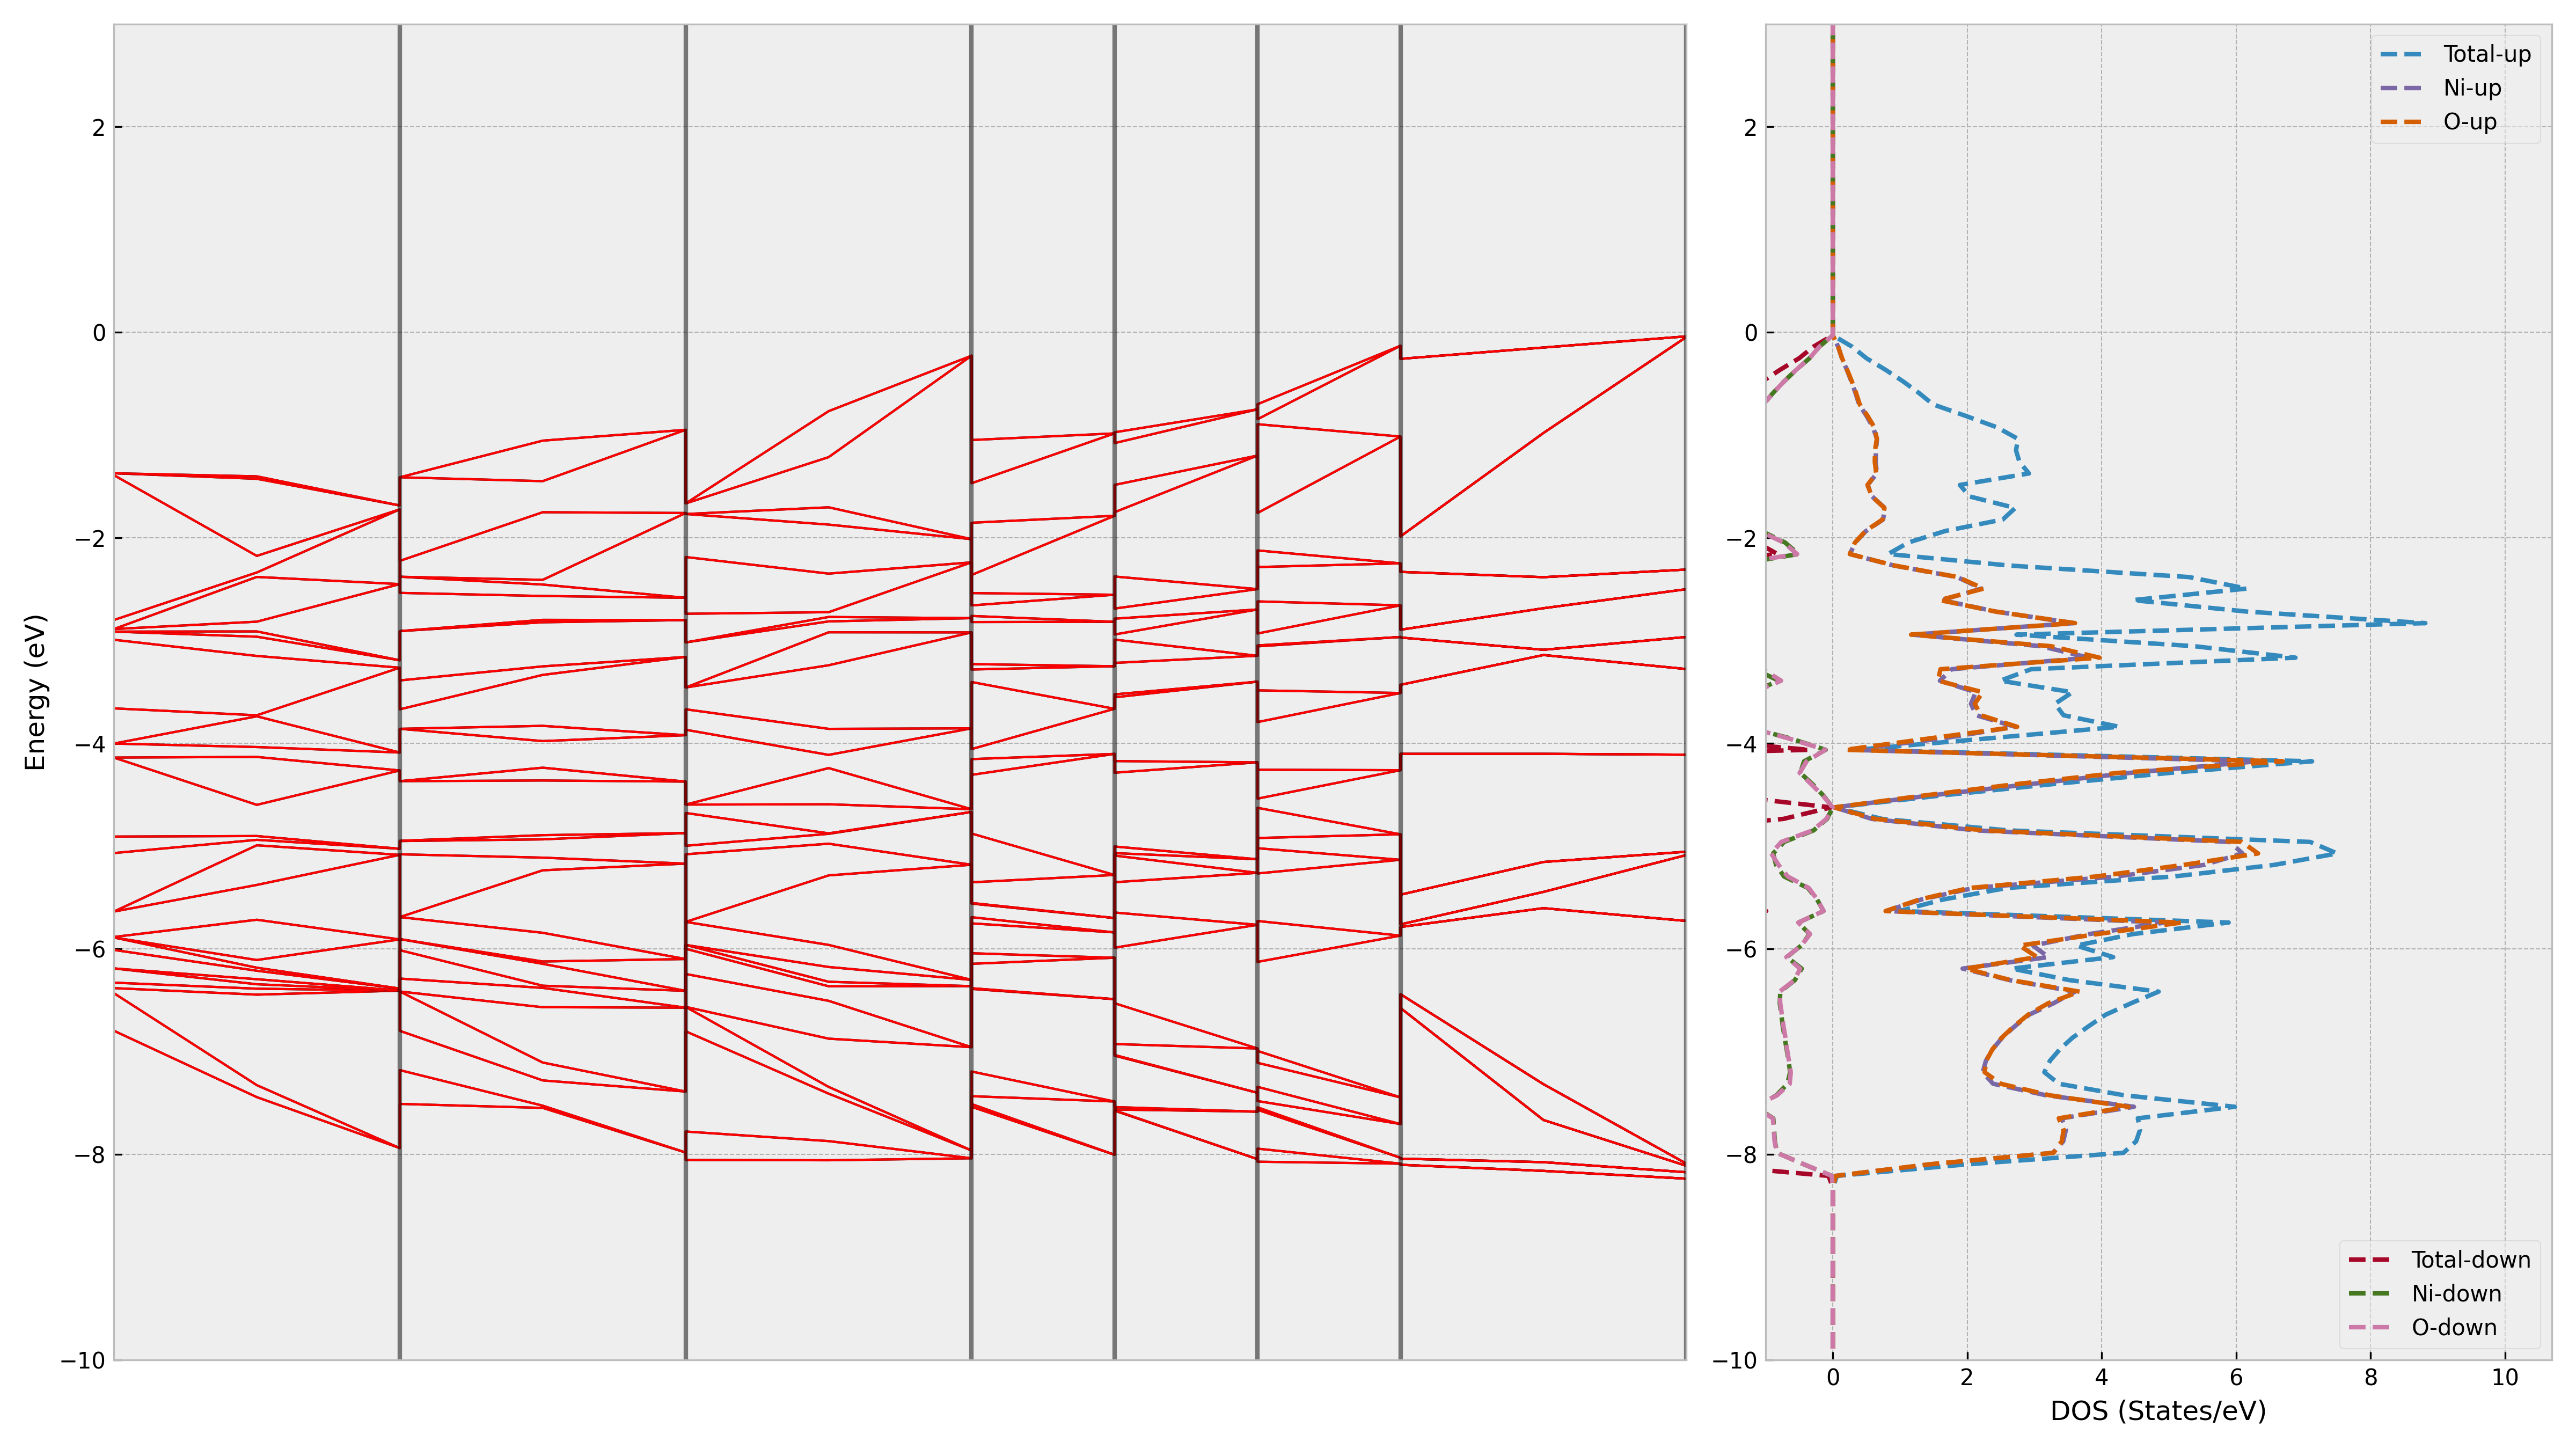 Energy (eV)
2
0
−2
−4
−6
−8
−10
2
0
−2
−4
−6
−8
−10
Total-up
Ni-up
O-up
Total-down
Ni-down
O-down
0 2 4 6 8 10
DOS (States/eV)